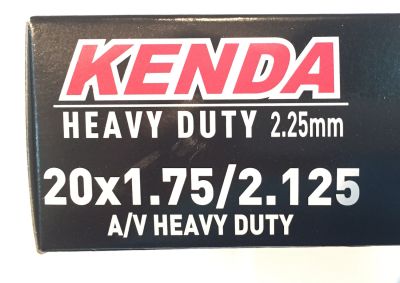 KENDA
HEAVY DUTY 2.25mm
20x1.75/2.125
A/V HEAVY DUTY